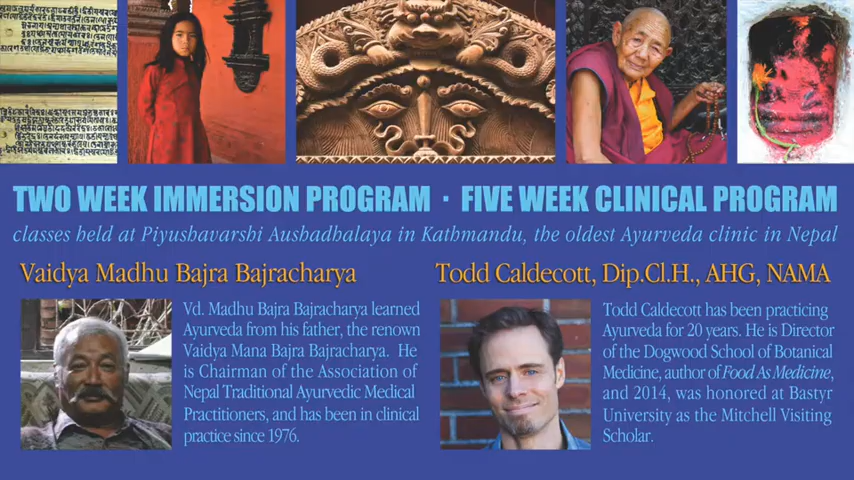 TWO WEEK IMMERSION PROGRAM · FIVE WEEK CLINICAL PROGRAM
classes held at Piyushavarshi Aushadhalaya in Kathmandu, the oldest Ayurveda clinic in Nepal
Vaidya Madhu Bajra Bajracharya
Vd. Madhu Bajra Bajracharya learned
Ayurveda from his father, the renown
Vaidya Mana Bajra Bajracharya. He
is Chairman of the Association of
Nepal Traditional Ayurvedic Medical
Practitioners, and has been in clinical
practice since 1976.
Todd Caldecott, Dip.Cl.H., AHG, NAMA
Todd Caldecott has been practicing
Ayurveda for 20 years. He is Director
of the Dogwood School of Botanical
Medicine, author of Food As Medicine,
and 2014, was honored at Bastyr
University as the Mitchell Visiting
Scholar.